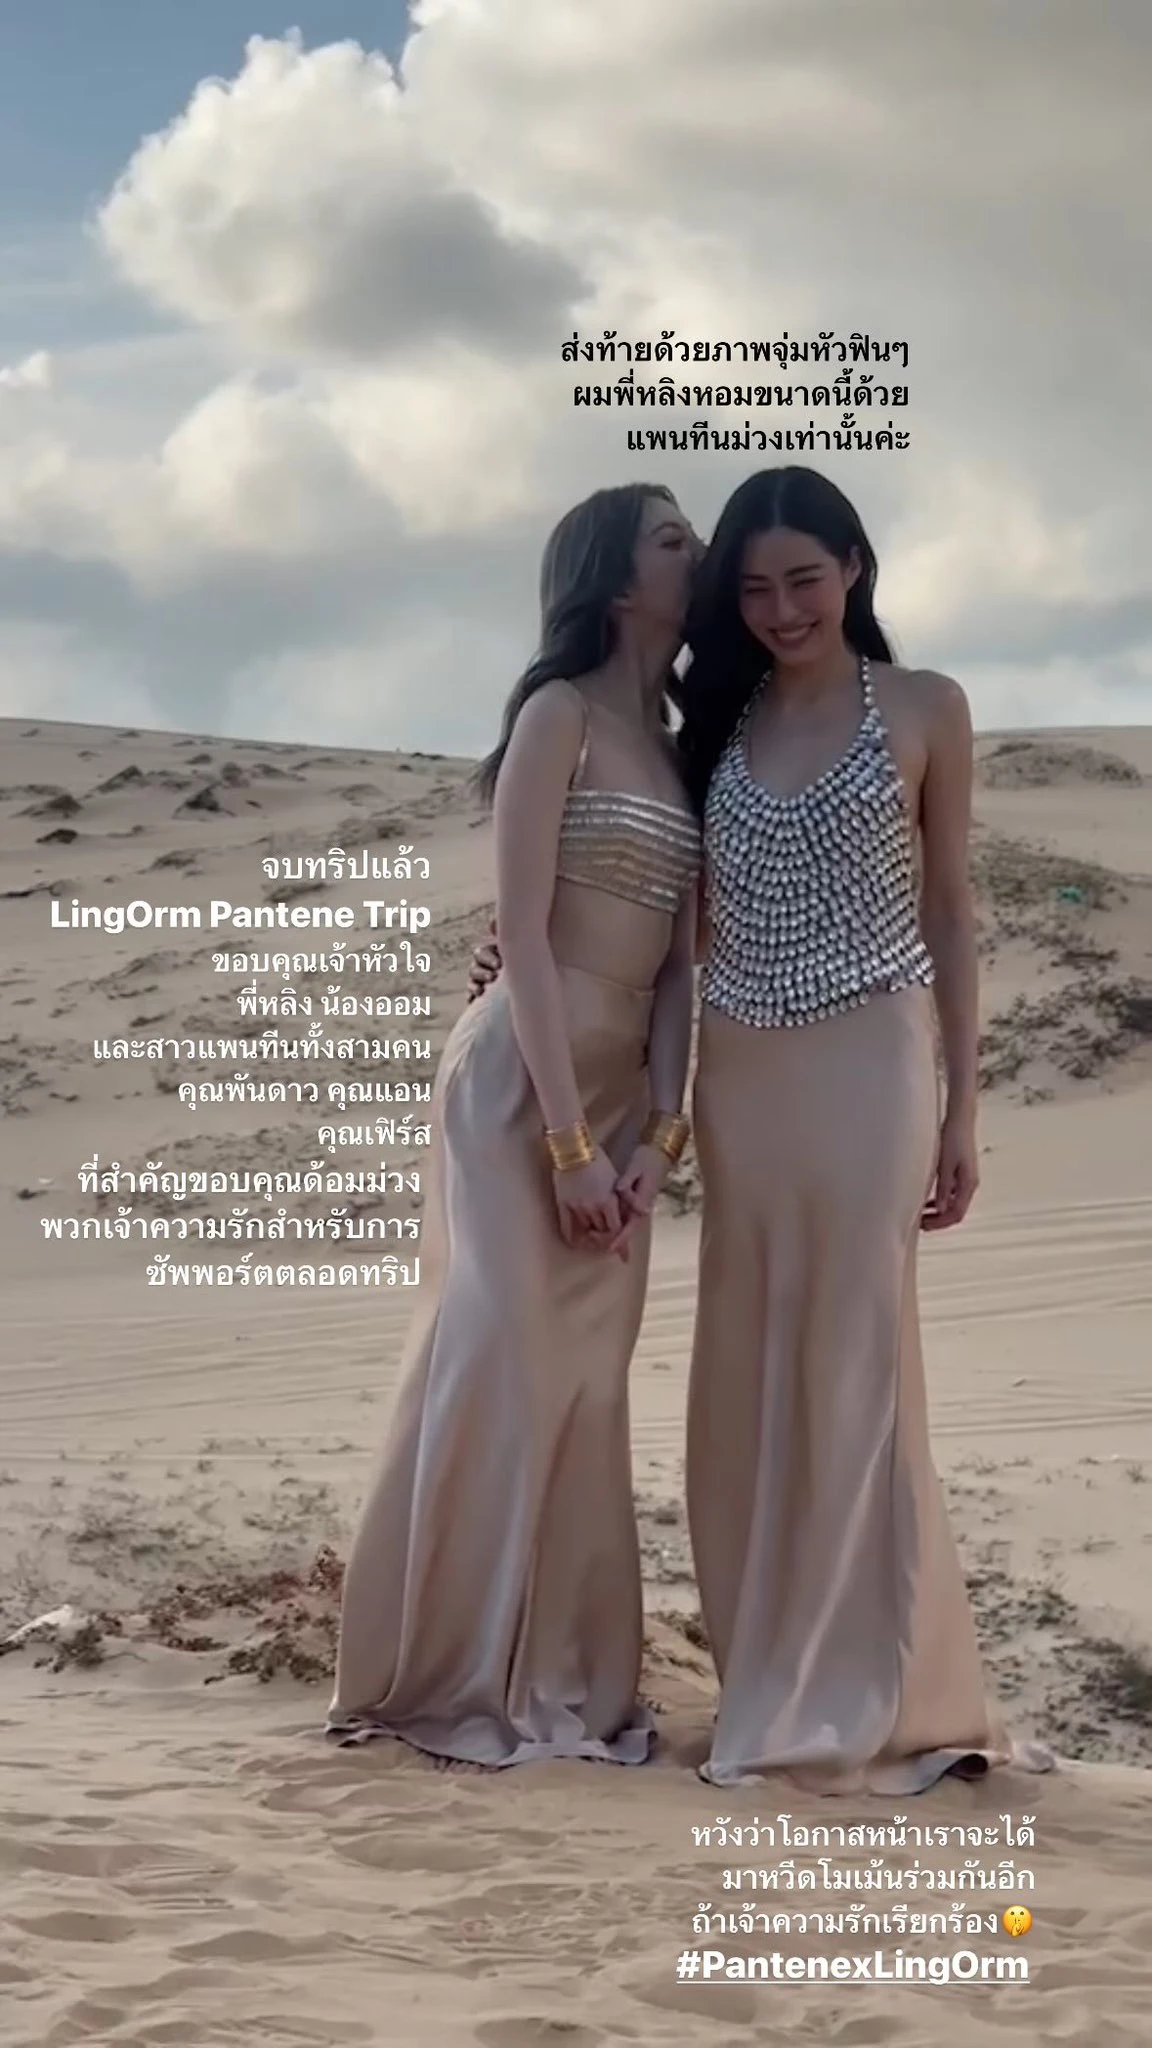 ส่งท้ายด้วยภาพจุ่มหัวฟินๆ
ผมพี่หลิงหอมขนาดนี้ด้วย
แพนทีนม่วงเท่านั้นค่ะ
จบทริปแล้ว
LingOrm Pantene Trip
ขอบคุณเจ้าหัวใจ
พี่หลิง น้องออม
และสาวแพนทีนทั้งสามคน
คุณพันดาว คุณแอน
คุณเฟิร์ส
ที่สำคัญขอบคุณด้อมม่วง
พวกเจ้าความรักสำหรับการ
ซัพพอร์ตตลอดทริป
หวังว่าโอกาสหน้าเราจะได้
มาหวีดโมเม้นร่วมกันอีก
ถ้าเจ้าความรักเรียกร้อง🤫
#PantenexLingOrm